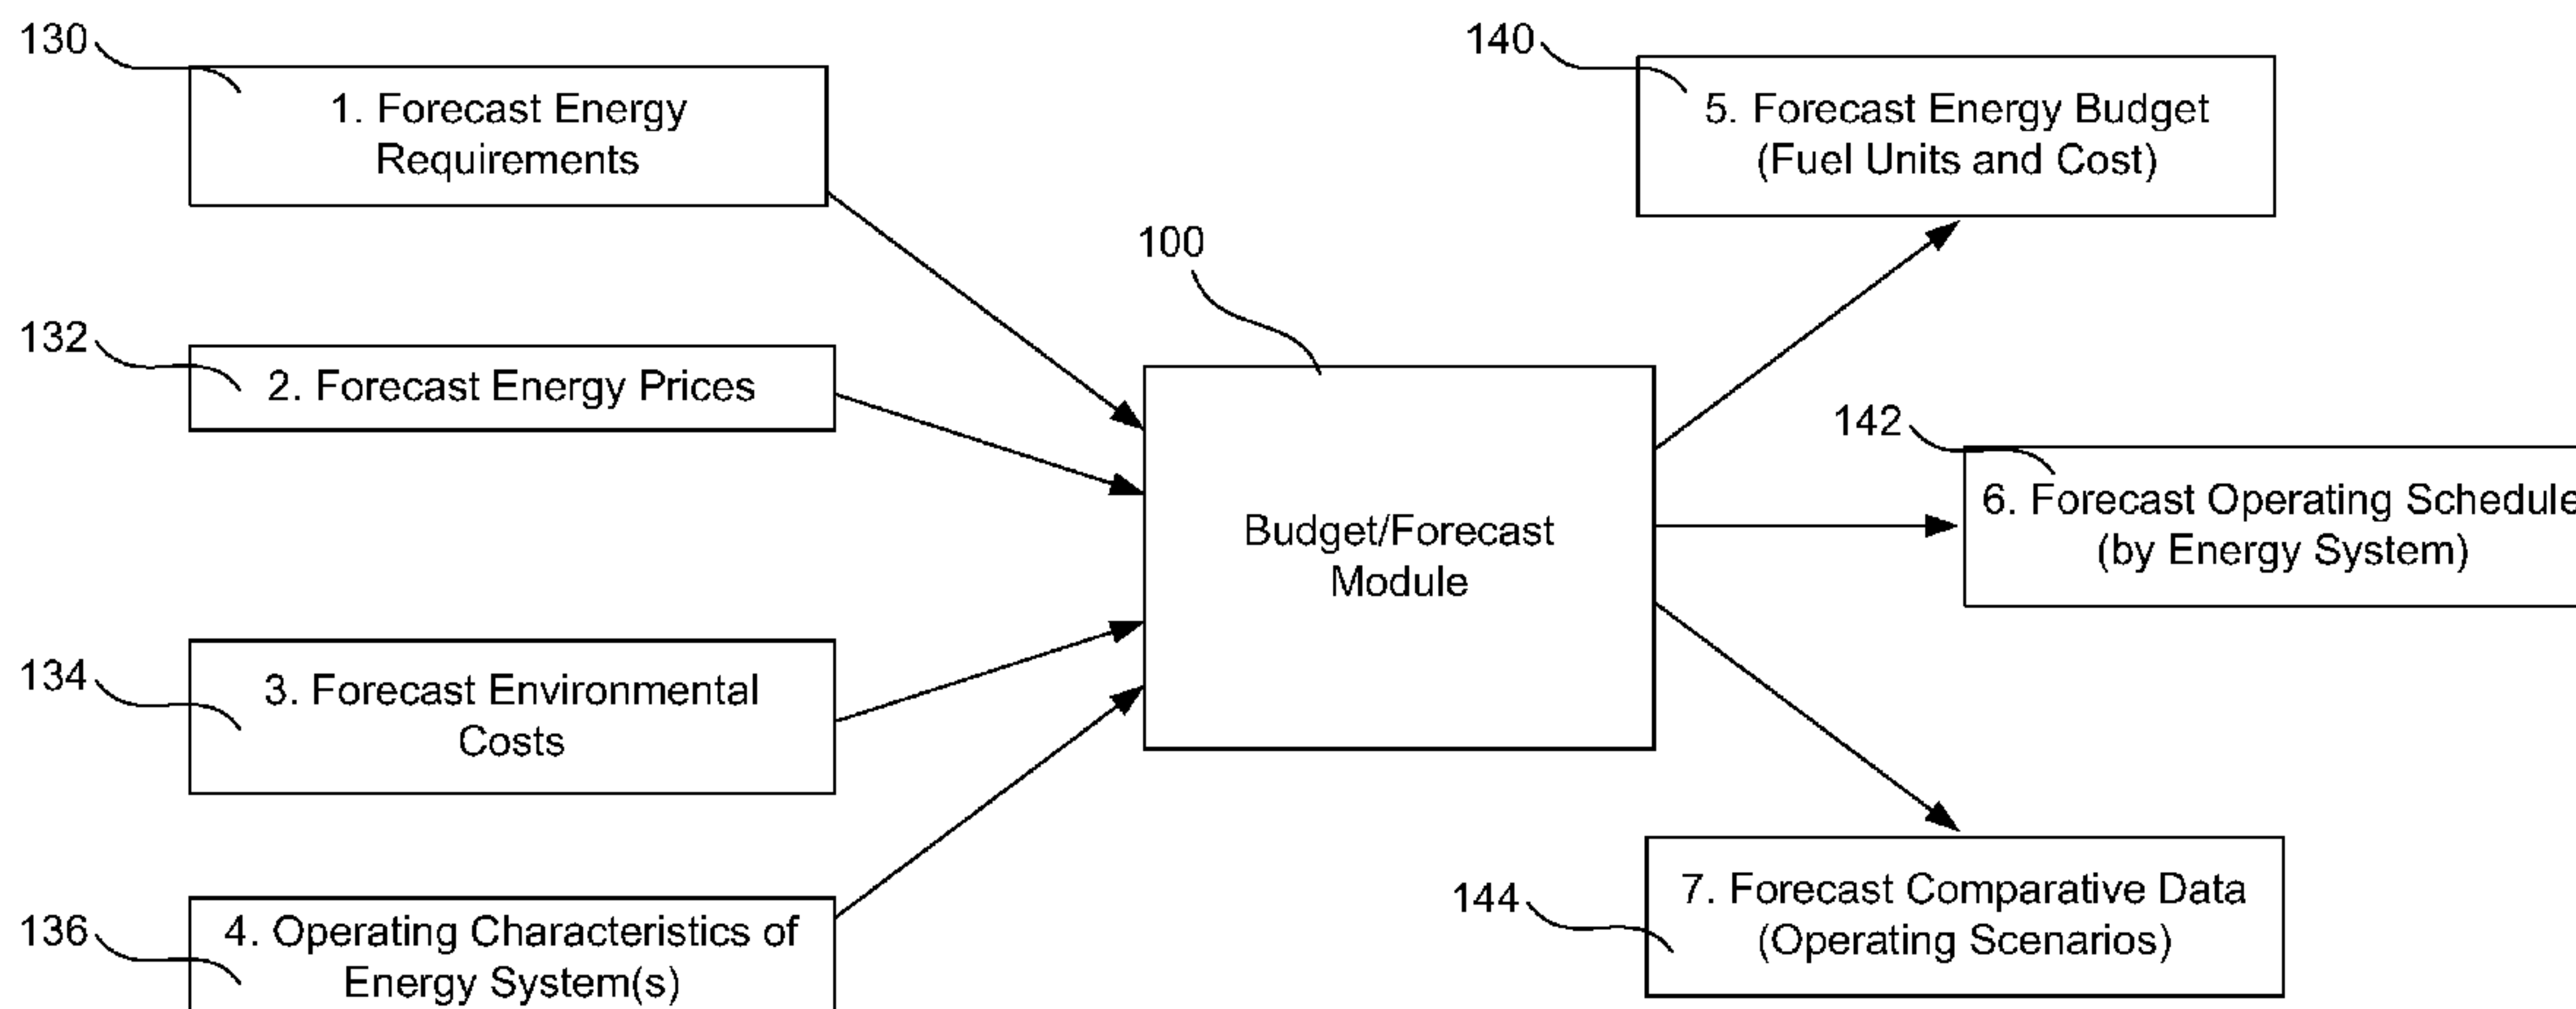 130
1. Forecast Energy
Requirements
132
2. Forecast Energy Prices
134
3. Forecast Environmental
Costs
136
4. Operating Characteristics of
Energy System(s)
100
Budget/Forecast
Module
140
5. Forecast Energy Budget
(Fuel Units and Cost)
142
6. Forecast Operating Schedule
(by Energy System)
144
7. Forecast Comparative Data
(Operating Scenarios)